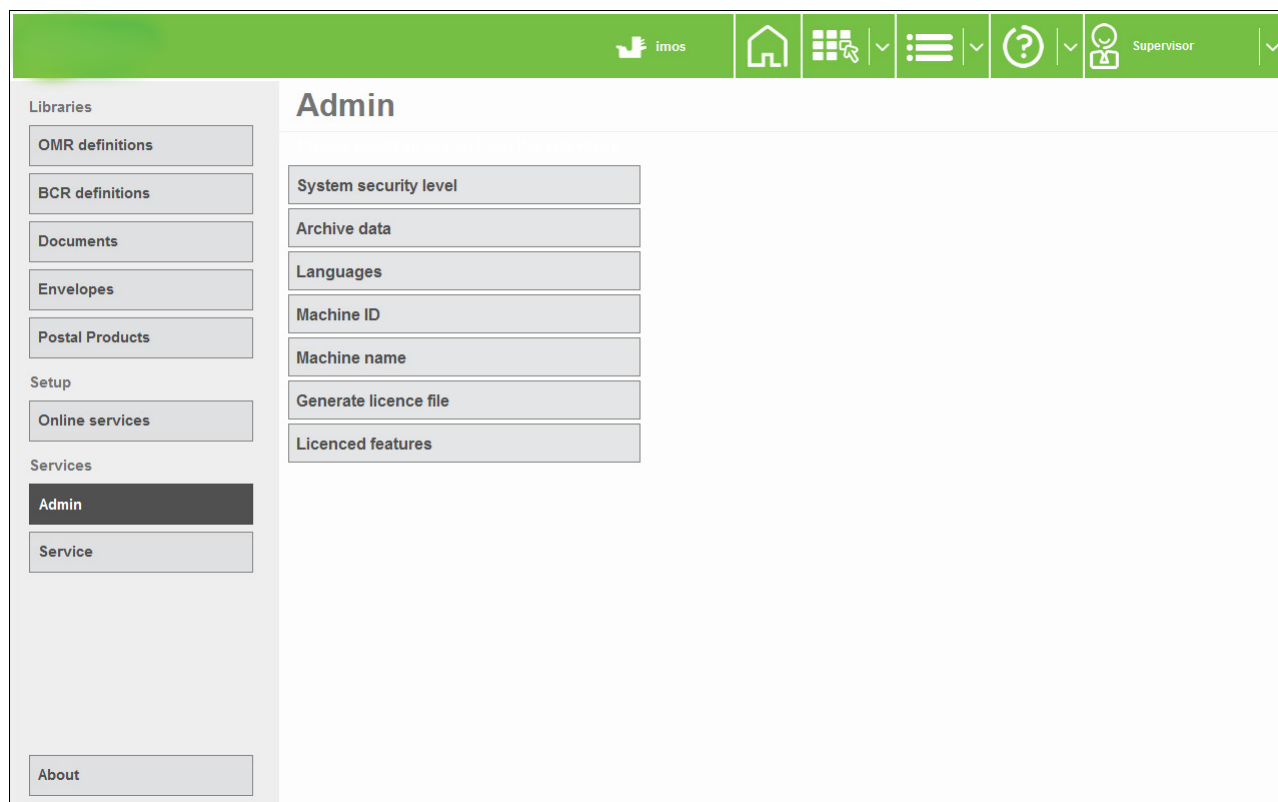 imos
Supervisor
Libraries
OMR definitions
BCR definitions
Documents
Envelopes
Postal Products
Setup
Online services
Services
Admin
Service
About
Admin
System security level
Archive data
Languages
Machine ID
Machine name
Generate licence file
Licenced features